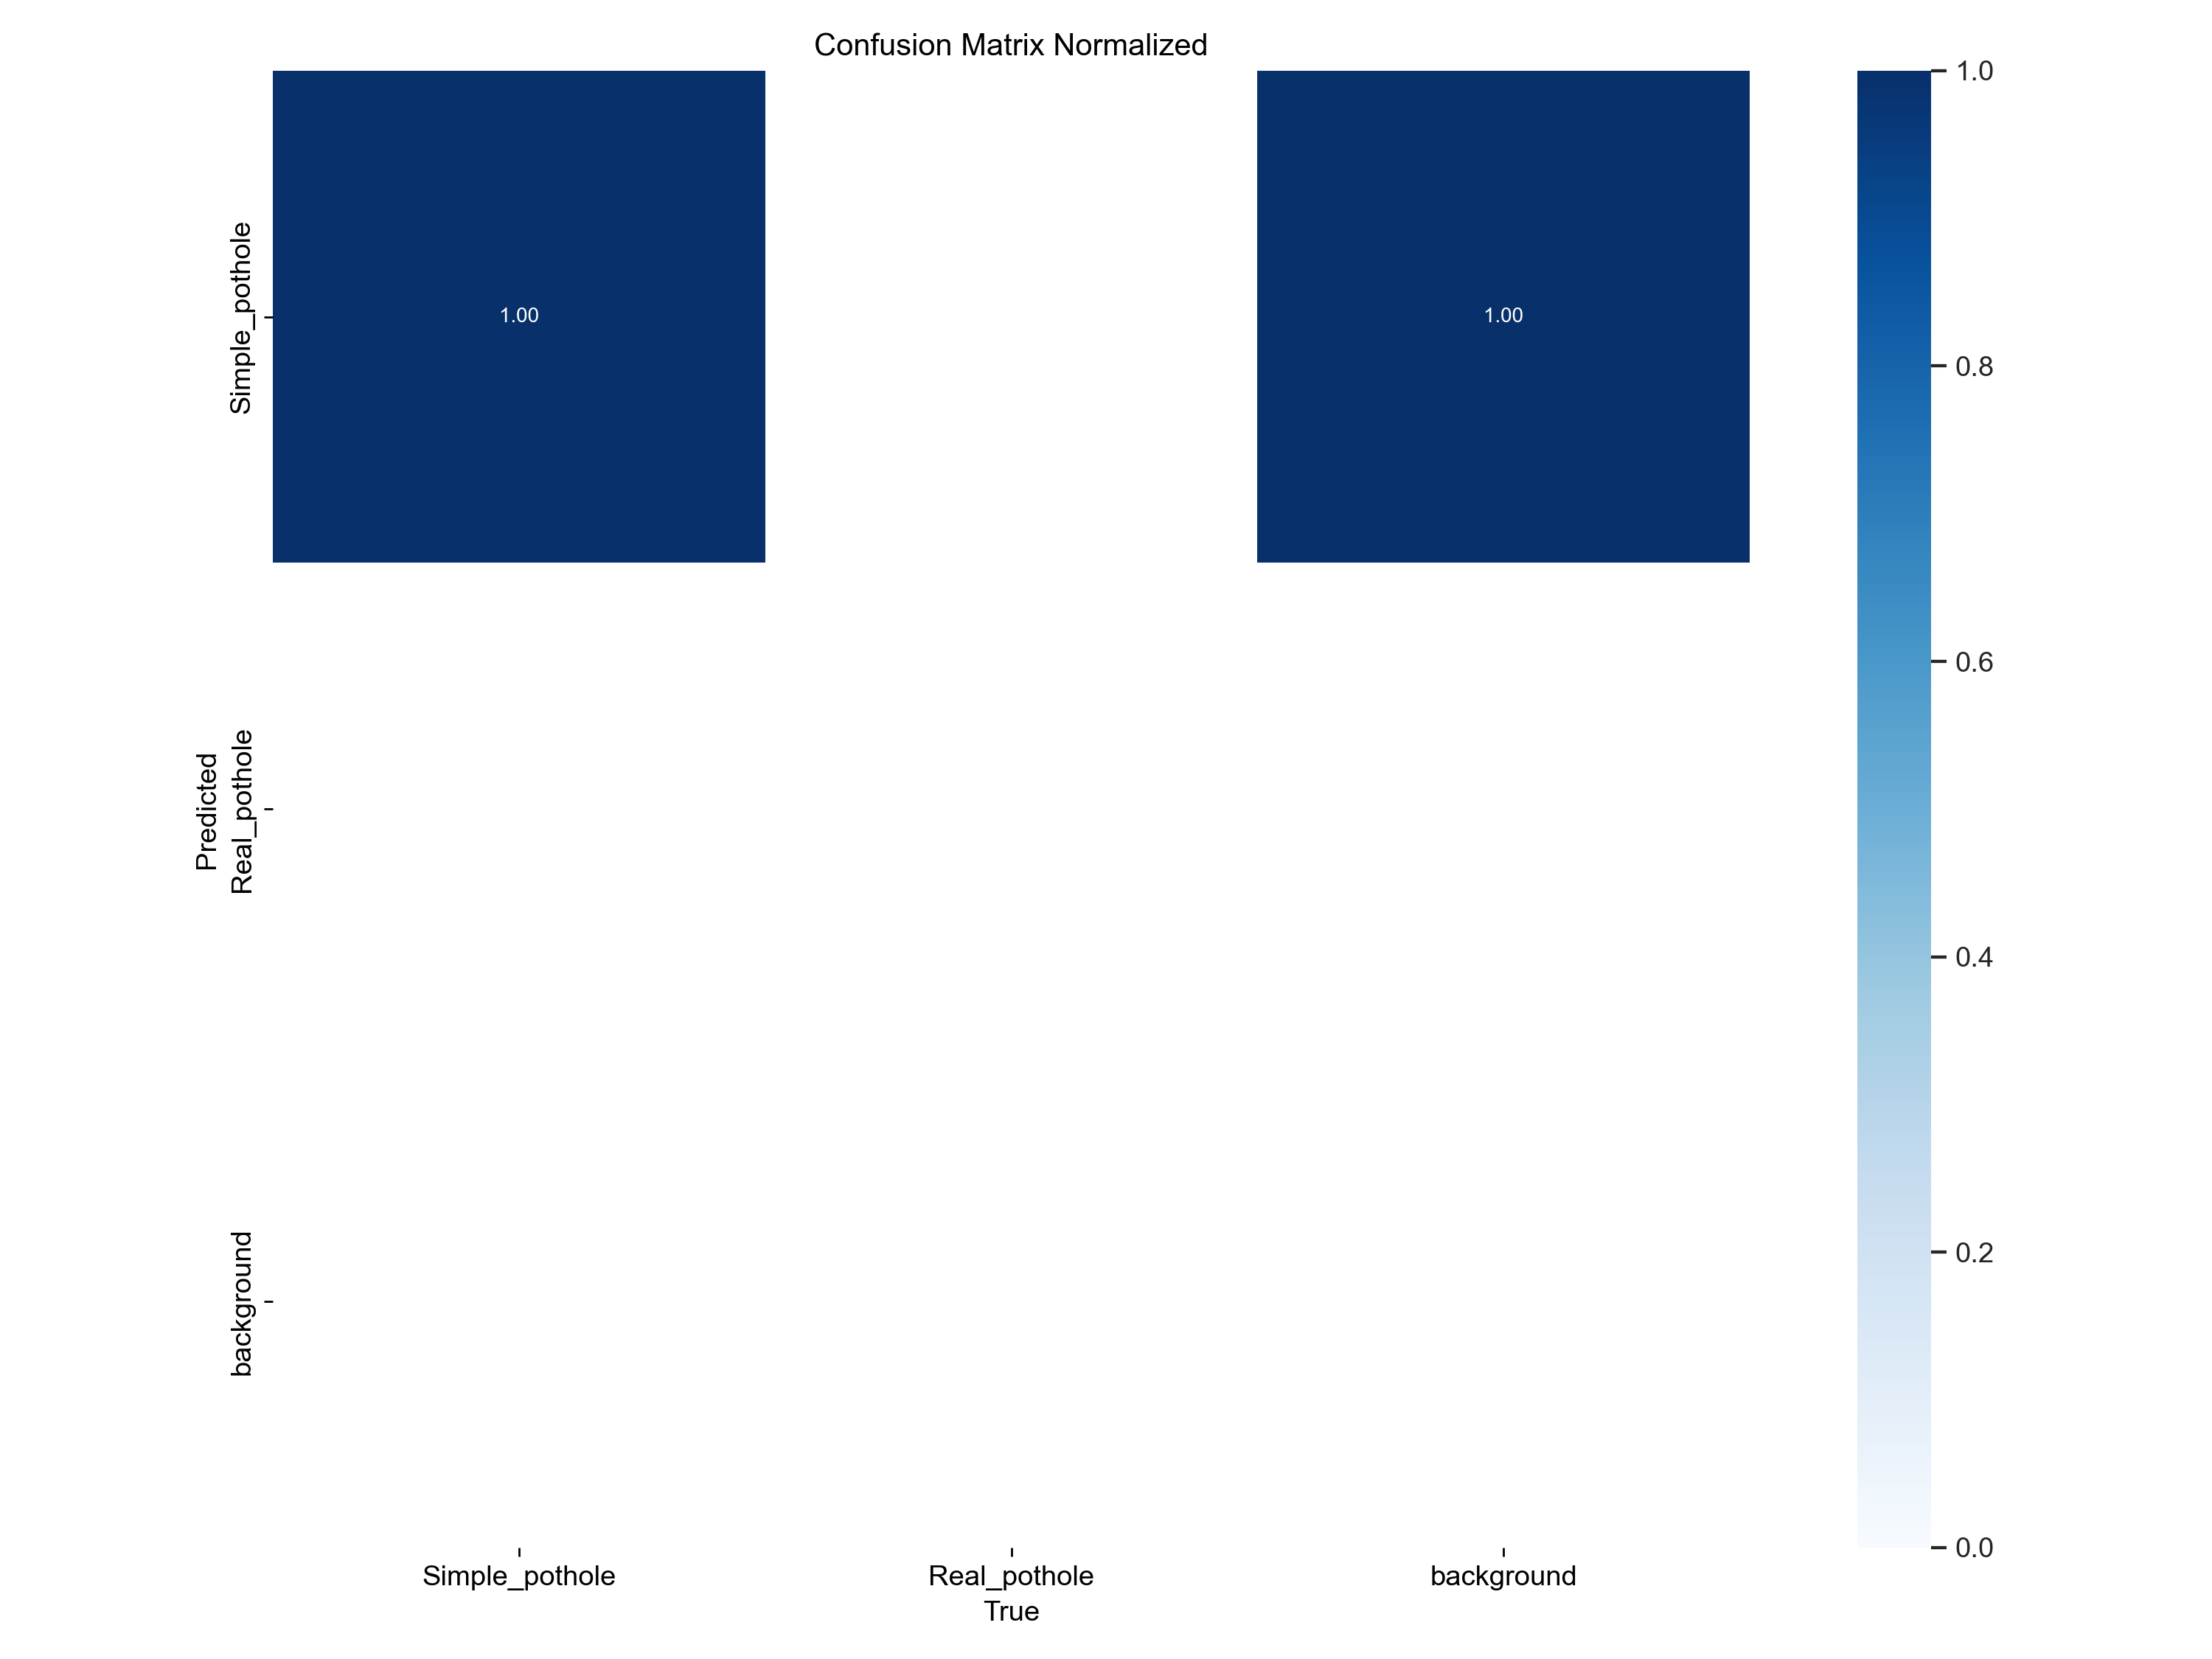 Confusion Matrix Normalized
1.00
1.00
Simple_pothole
Real_pothole
background
Predicted
Simple_pothole
Real_pothole
background
True
1.0
0.8
0.6
0.4
0.2
0.0